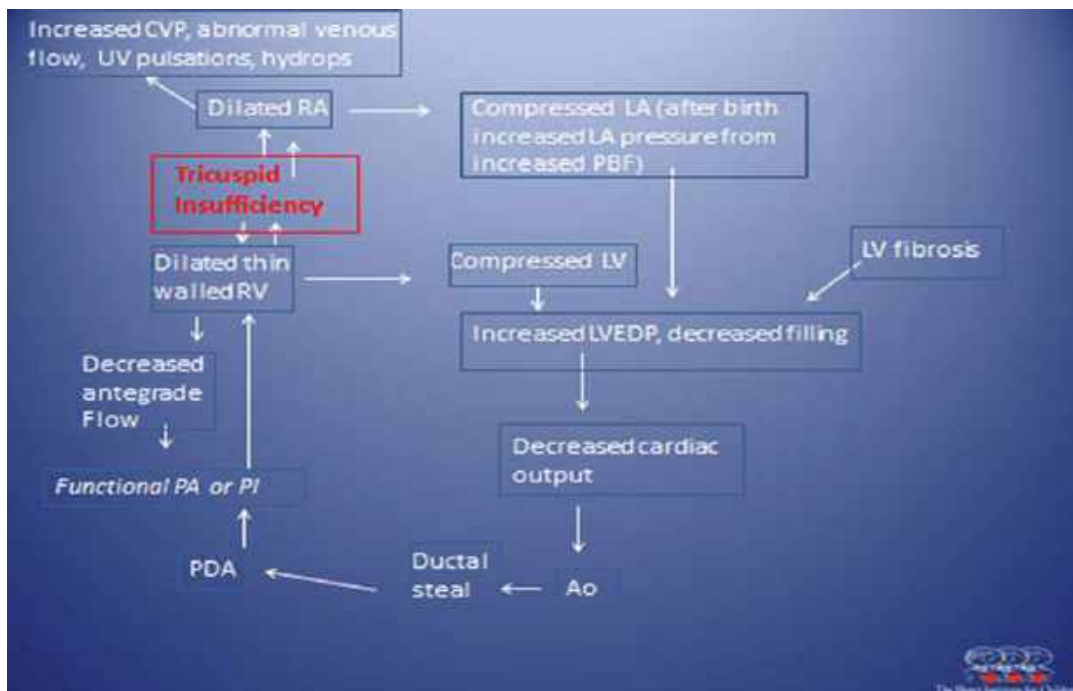 Increased CVP, abnormal venous
flow, UV pulsations, hydrops
Dilated RA
Compressed LA (after birth
increased LA pressure from
increased PBF)
Tricuspid
Insufficiency
Dilated thin
walled RV
Compressed LV
LV fibrosis
Increased LVEDP, decreased filling
Decreased
antegrade
Flow
Decreased cardiac
output
Functional PA or PI
PDA
Ductal
steal
Ao